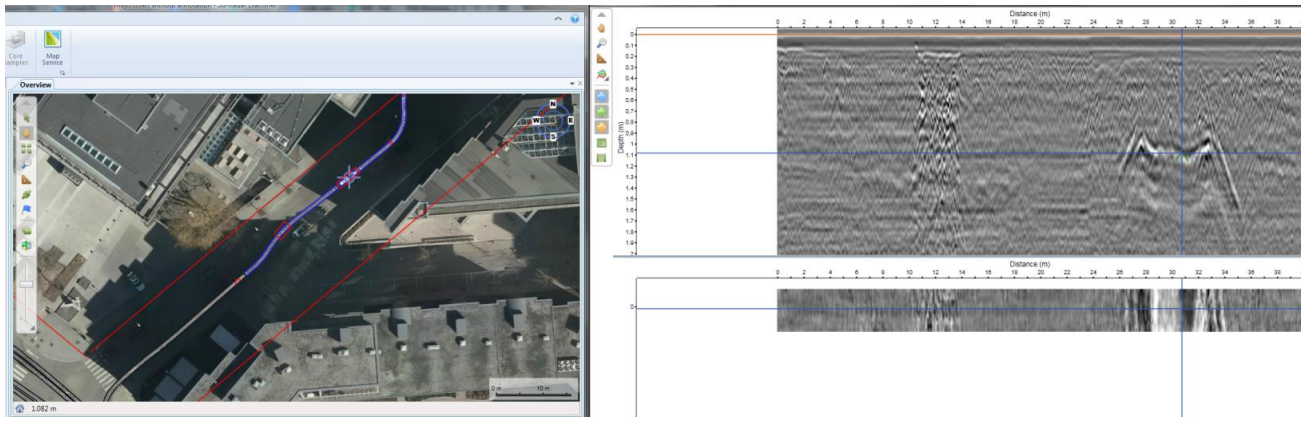 Core
Samples
Map
Service
Overview
N
W
E
S
0 m
10 m
1.082 m
Distance (m)
0 2 4 6 8 10 12 14 16 18 20 22 24 26 28 30 32 34 36 38
Depth (m)
0
0.1
0.2
0.3
0.4
0.5
0.6
0.7
0.8
0.9
1
1.1
1.2
1.3
1.4
1.5
1.6
1.7
1.8
1.9
Distance (m)
0 2 4 6 8 10 12 14 16 18 20 22 24 26 28 30 32 34 36 38
0